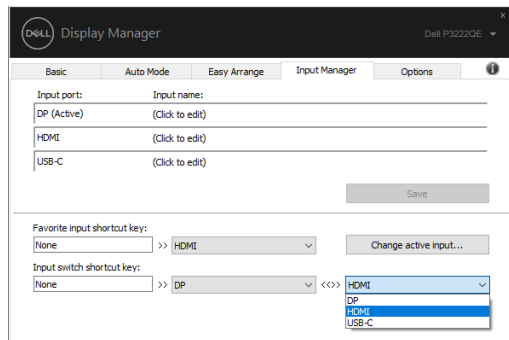 x
DELL Display Manager Dell P3222QE
Basic Auto Mode Easy Arrange Input Manager Options i
Input port: Input name:
DP (Active) (Click to edit)
HDMI (Click to edit)
USB-C (Click to edit)
Save
Favorite input shortcut key:
None >> HDMI Change active input...
Input switch shortcut key:
None >> DP <<>> HDMI
DP
HDMI
USB-C